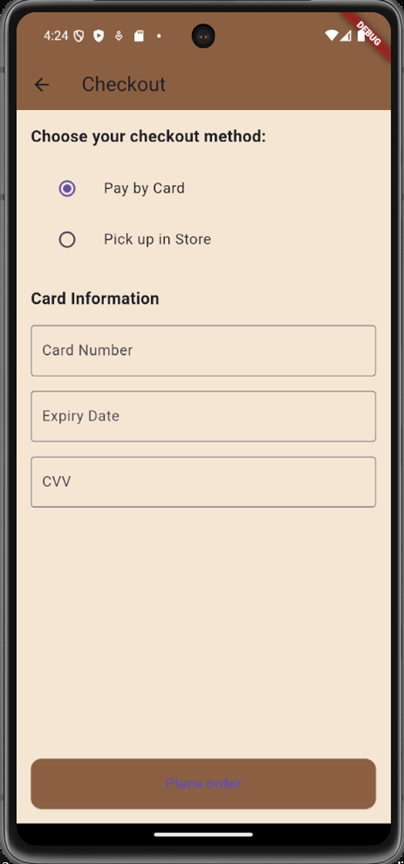 4:24
DEBUG
Checkout
Choose your checkout method:
Pay by Card
Pick up in Store
Card Information
Card Number
Expiry Date
CVV
Place order